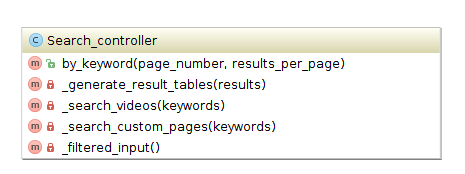 C Search_controller
m by_keyword(page_number, results_per_page)
m _generate_result_tables(results)
m _search_videos(keywords)
m _search_custom_pages(keywords)
m _filtered_input()